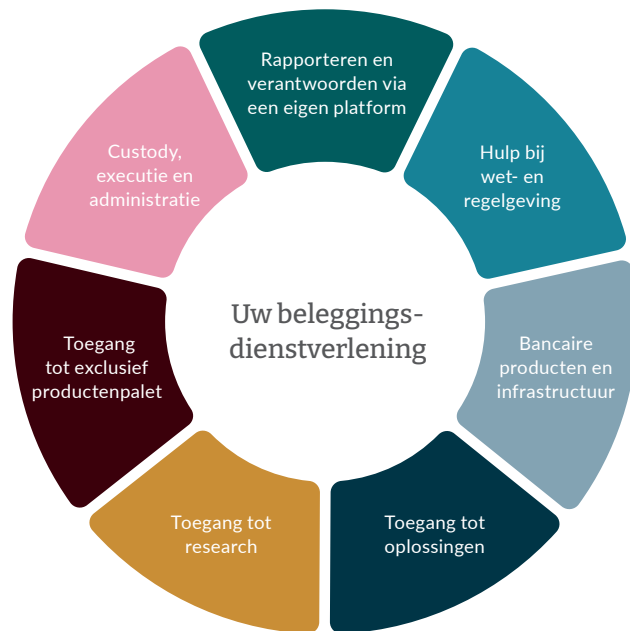 Rapporteren en
verantwoorden via
een eigen platform
Hulp bij
wet- en
regelgeving
Bancaire
producten en
infrastructuur
Toegang tot
oplossingen
Toegang tot
research
Toegang
tot exclusief
productenpalet
Custody,
executie en
administratie
Uw beleggings-
dienstverlening